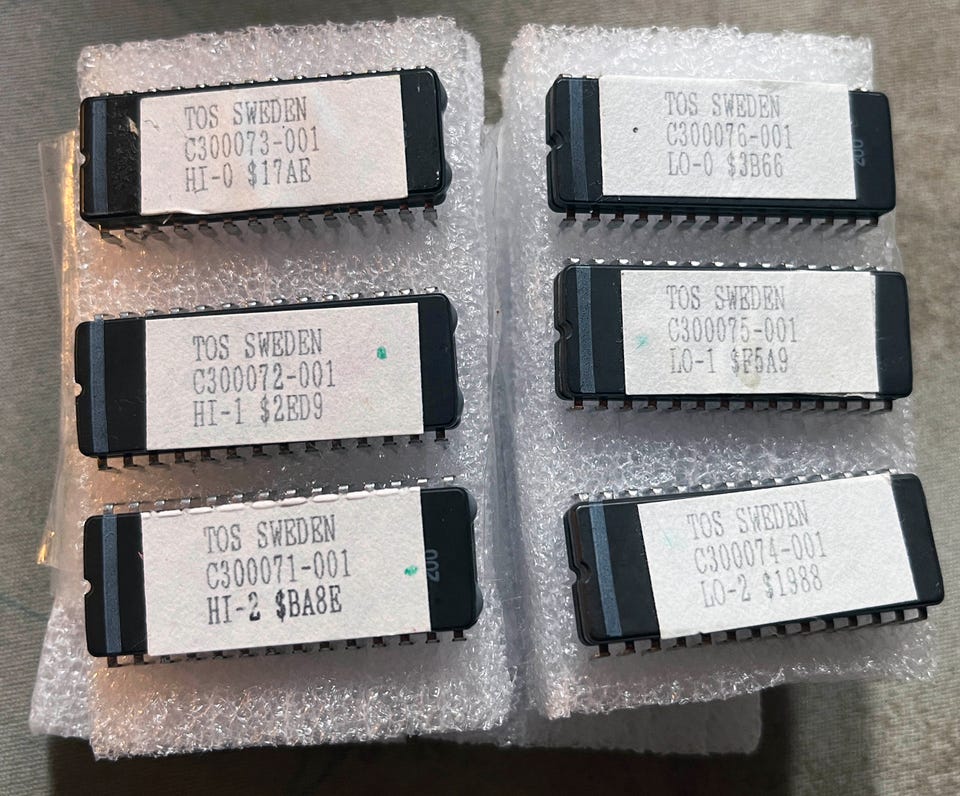 TOS SWEDEN
C300073-001
HI-0 $17AE
TOS SWEDEN
C300072-001
HI-1 $2ED9
TOS SWEDEN
C300071-001
HI-2 $BA8E
200
TOS SWEDEN
C300076-001
LO-0 $3B66
200
TOS SWEDEN
C300075-001
LO-1 $F5A9
TOS SWEDEN
C300074-001
LO-2 $1988